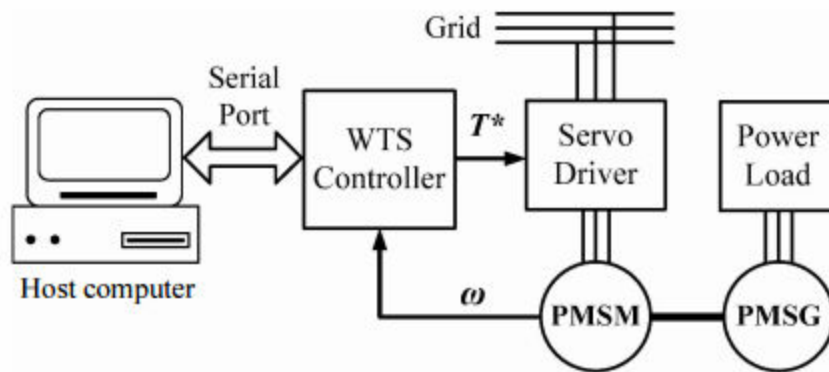 Grid
Serial
Port
WTS
Controller
T*
Servo
Driver
Power
Load
Host computer
ω
PMSM
PMSG